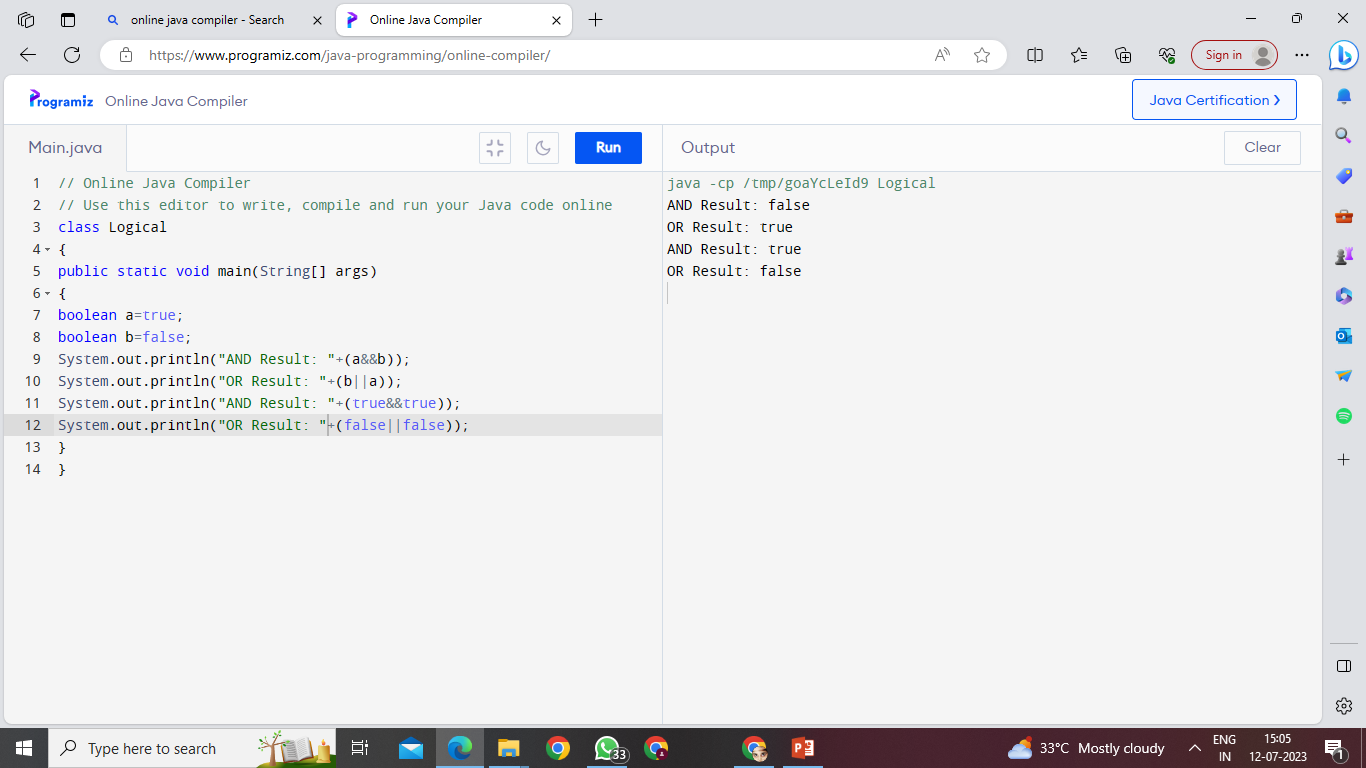 online java compiler - Search
Online Java Compiler
https://www.programiz.com/java-programming/online-compiler/
Sign in
Programiz
Online Java Compiler
Java Certification ❯
Main.java
Run
Output
Clear
1 // Online Java Compiler
2 // Use this editor to write, compile and run your Java code online
3 class Logical
4 {
5 public static void main(String[] args)
6 {
7 boolean a=true;
8 boolean b=false;
9 System.out.println("AND Result: "+(a&&b));
10 System.out.println("OR Result: "+(b||a));
11 System.out.println("AND Result: "+(true&&true));
12 System.out.println("OR Result: "+(false||false));
13 }
14 }
java -cp /tmp/goaYcLeId9 Logical
AND Result: false
OR Result: true
AND Result: true
OR Result: false
Type here to search
33
33°C Mostly cloudy
ENG
IN
15:05
12-07-2023
1